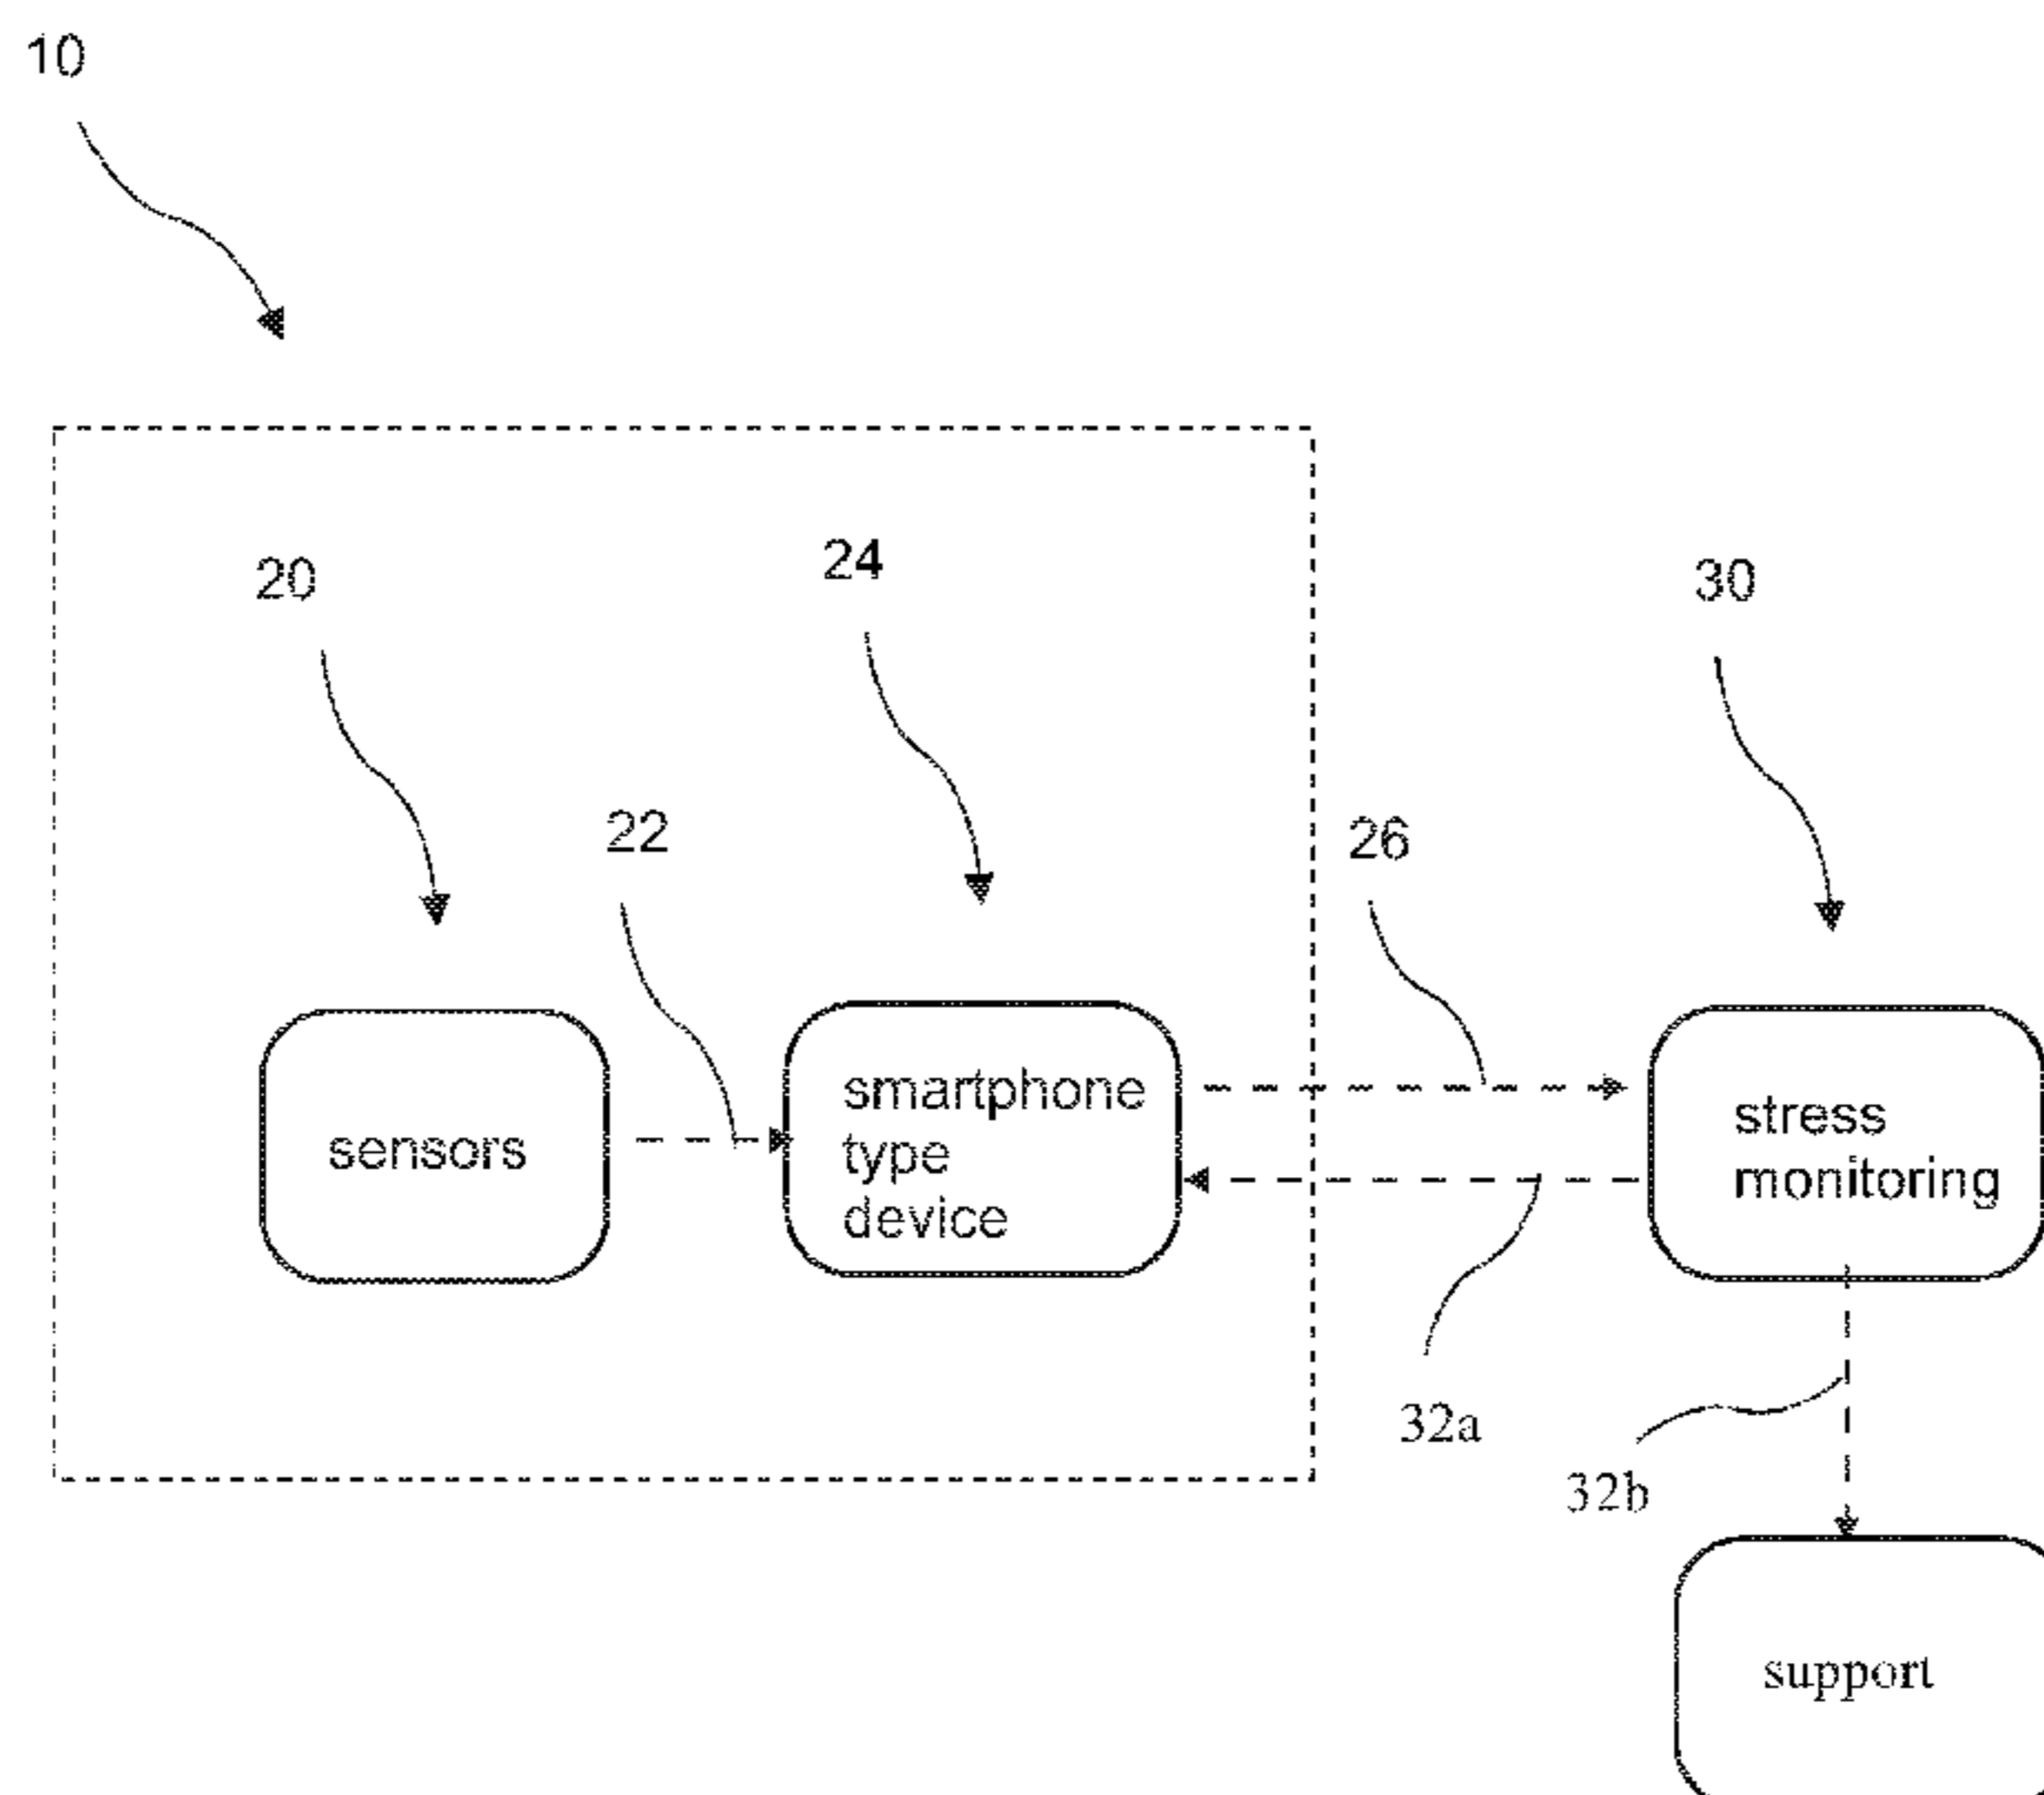 10
20
24
30
22
26
sensors
smartphone
type
device
stress
monitoring
32a
32b
support